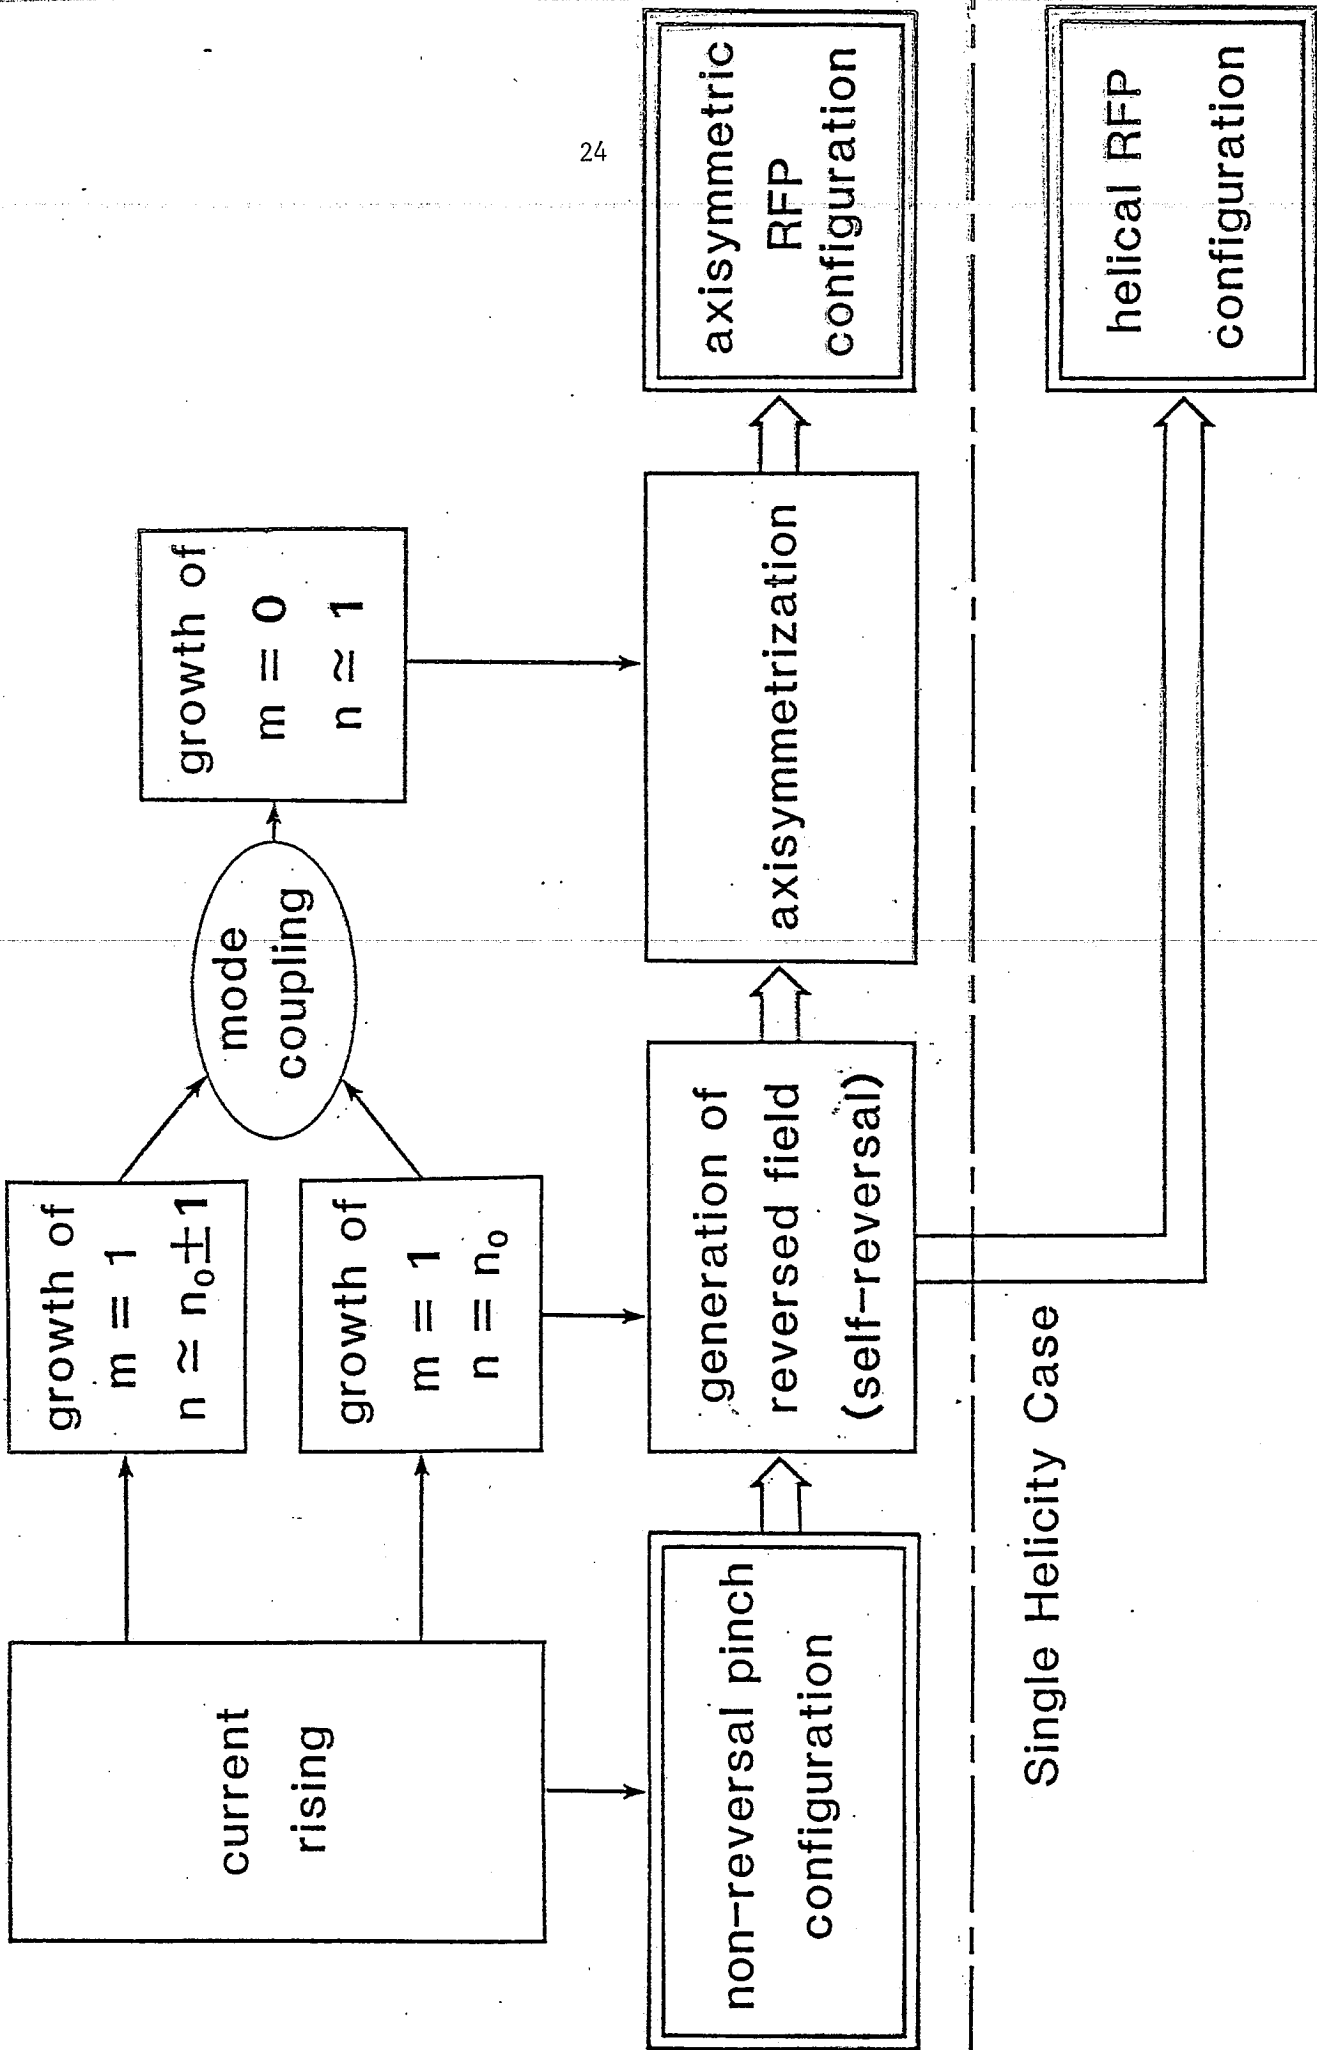 24
current
rising
growth of
m = 1
n ≃ n₀±1
growth of
m = 1
n = n₀
mode
coupling
growth of
m = 0
n ≃ 1
non-reversal pinch
configuration
generation of
reversed field
(self-reversal)
axisymmetrization
axisymmetric
RFP
configuration
Single Helicity Case
helical RFP
configuration